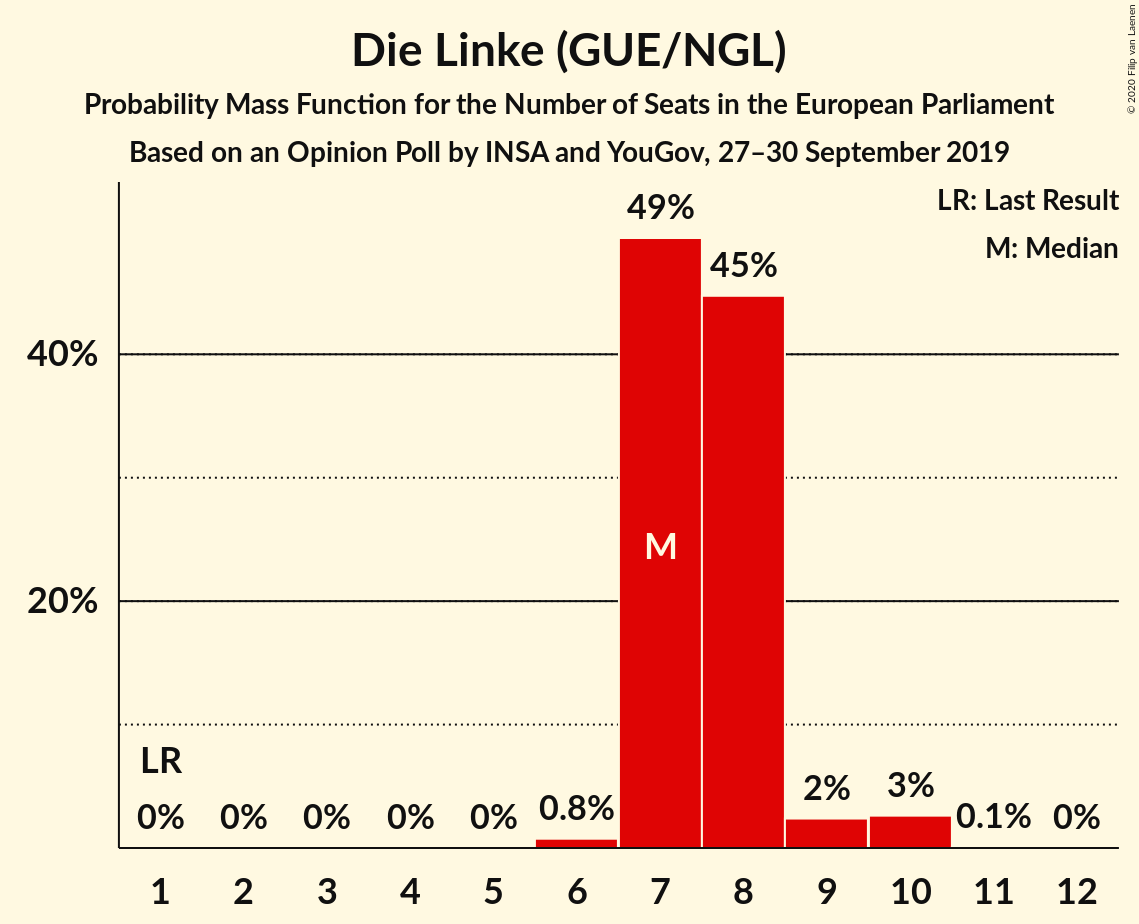 Die Linke (GUE/NGL)
Probability Mass Function for the Number of Seats in the European Parliament
Based on an Opinion Poll by INSA and YouGov, 27–30 September 2019
© 2020 Filip van Laenen
LR: Last Result
M: Median
49%
45%
40%
M
20%
LR
0% 0% 0% 0% 0% 0.8% 2% 3% 0.1% 0%
1 2 3 4 5 6 7 8 9 10 11 12